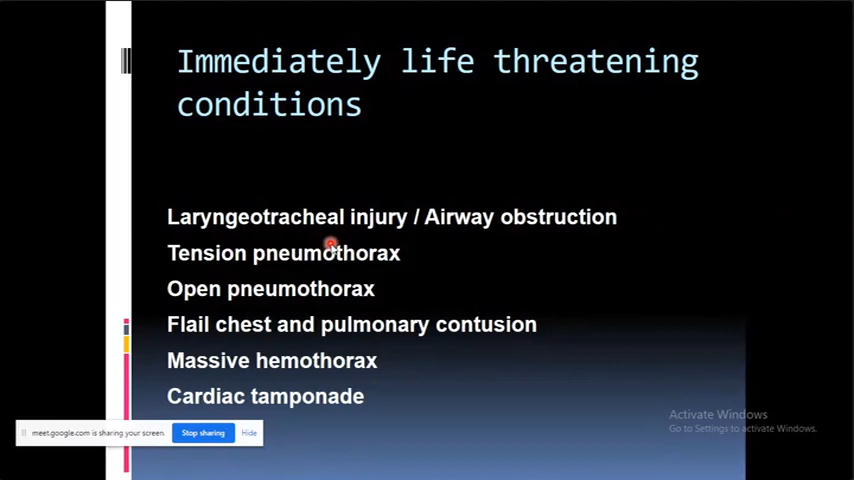 Immediately life threatening
conditions
Laryngeotracheal injury / Airway obstruction
Tension pneumothorax
Open pneumothorax
Flail chest and pulmonary contusion
Massive hemothorax
Cardiac tamponade
Activate Windows
Go to Settings to activate Windows.
meet.google.com is sharing your screen. Stop sharing Hide